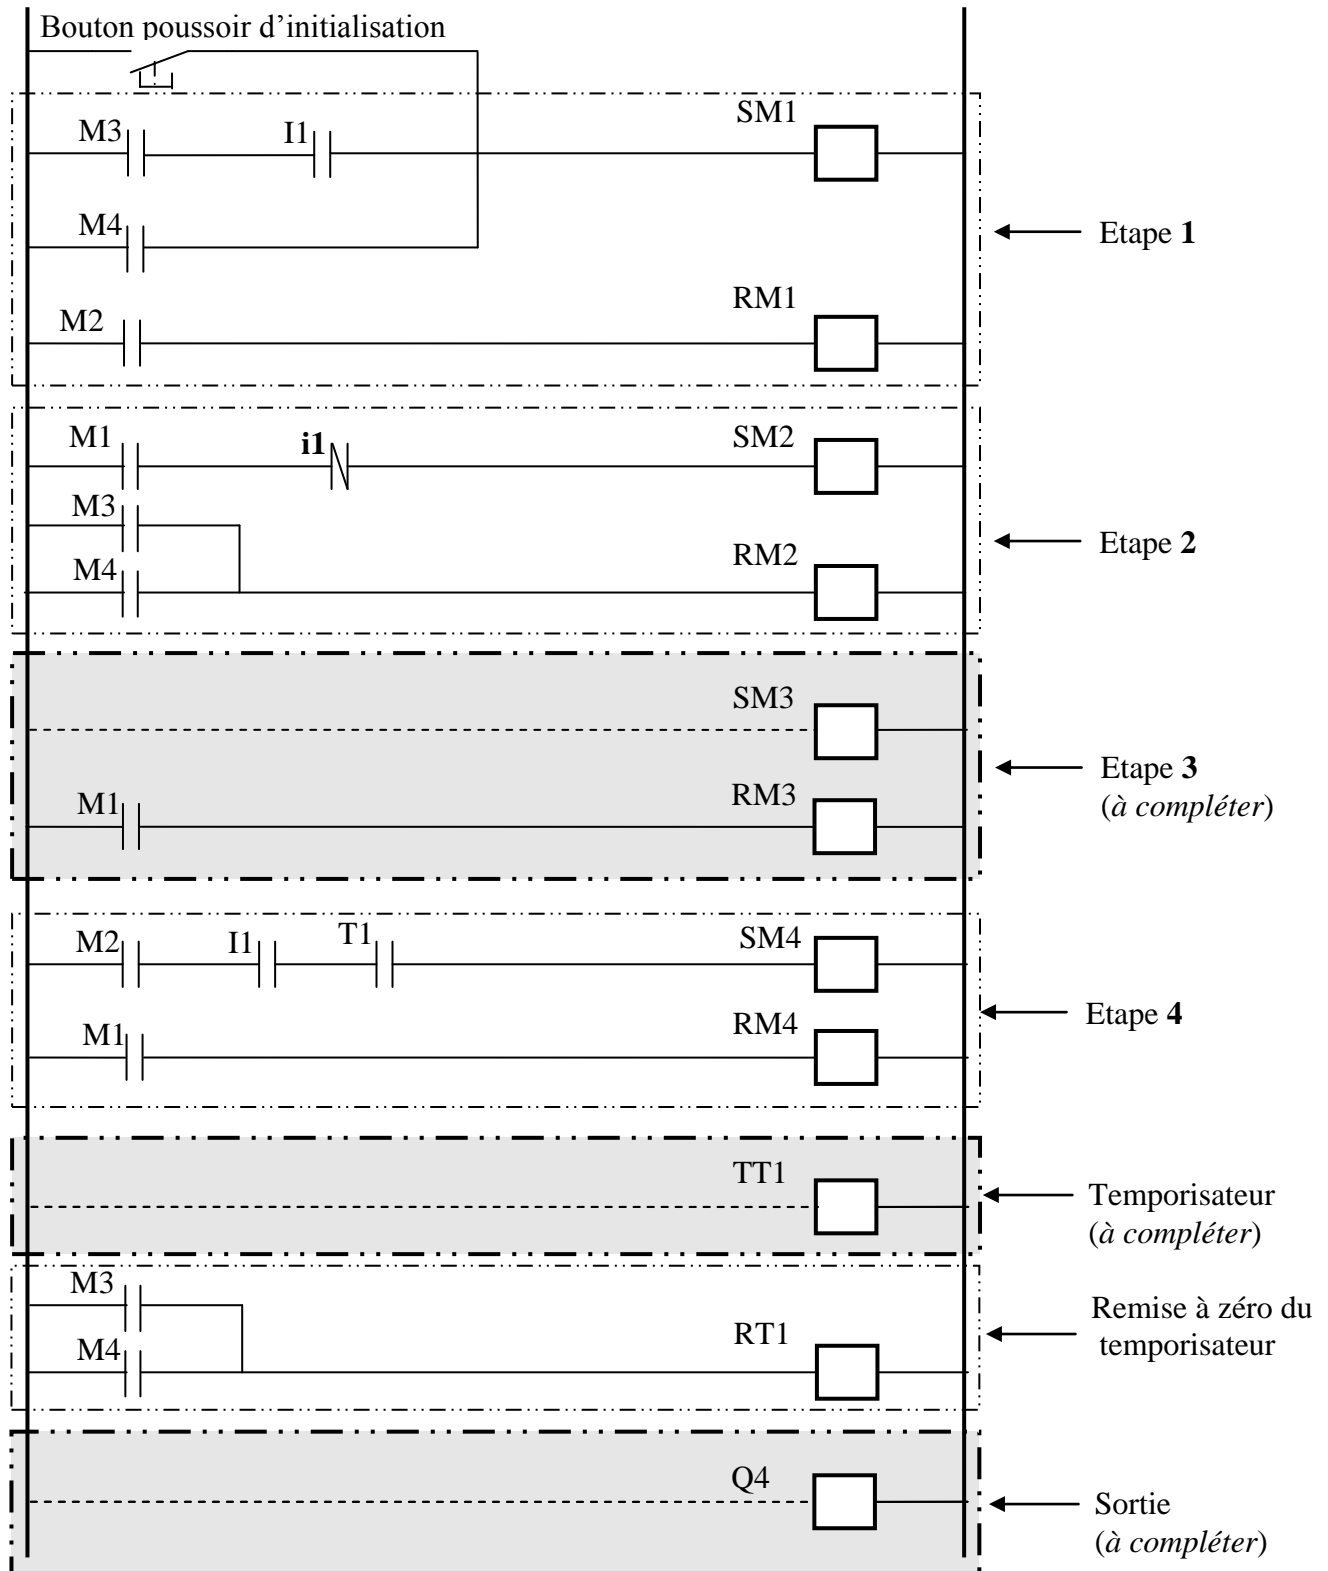 Bouton poussoir d'initialisation
M3 I1 SM1
M4
Etape 1
M2 RM1
M1 i1 SM2
M3
Etape 2
M4 RM2
SM3
Etape 3
(à compléter)
M1 RM3
M2 I1 T1 SM4
Etape 4
M1 RM4
TT1
Temporisateur
(à compléter)
M3
Remise à zéro du
temporisateur
M4 RT1
Q4
Sortie
(à compléter)